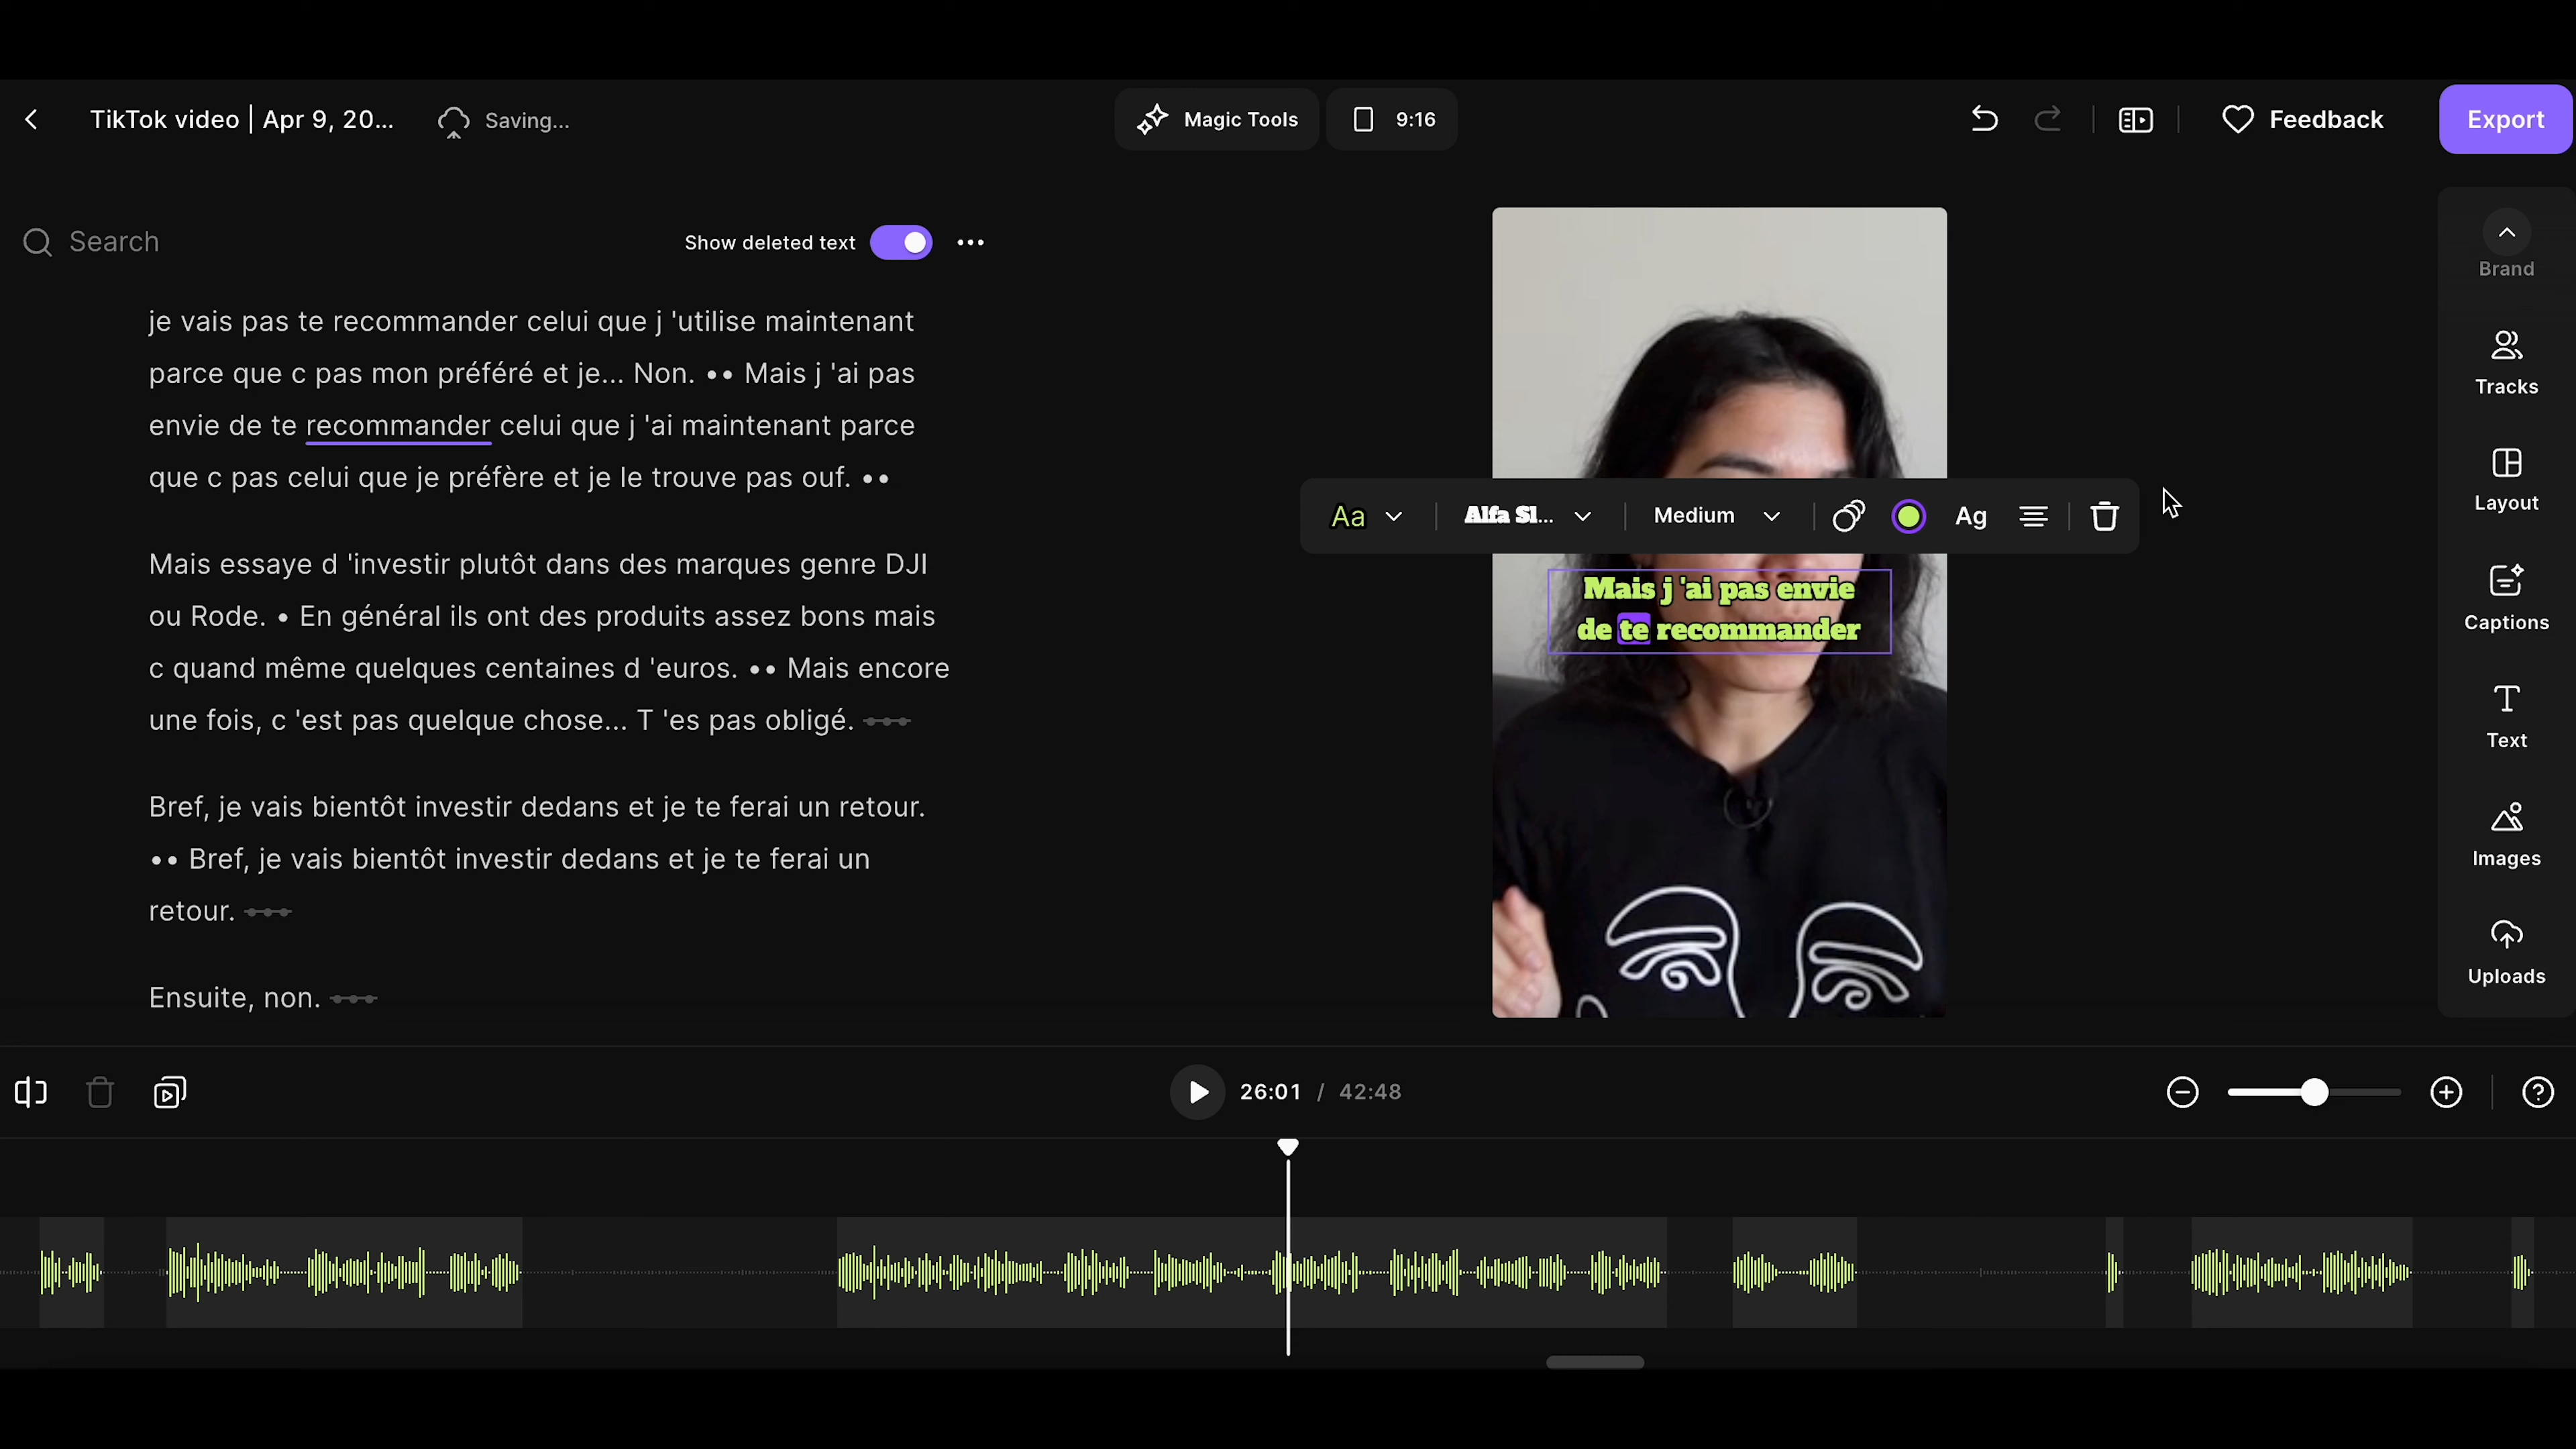 TikTok video | Apr 9, 20...
Saving...
Magic Tools
9:16
Feedback
Export
Search
Show deleted text
je vais pas te recommander celui que j 'utilise maintenant
parce que c pas mon préféré et je... Non. •• Mais j 'ai pas
envie de te recommander celui que j 'ai maintenant parce
que c pas celui que je préfère et je le trouve pas ouf. ••
Mais essaye d 'investir plutôt dans des marques genre DJI
ou Rode. • En général ils ont des produits assez bons mais
c quand même quelques centaines d 'euros. •• Mais encore
une fois, c 'est pas quelque chose... T 'es pas obligé.
Bref, je vais bientôt investir dedans et je te ferai un retour.
•• Bref, je vais bientôt investir dedans et je te ferai un
retour.
Ensuite, non.
Aa
Alfa Sl...
Medium
Ag
Mais j 'ai pas envie
de te recommander
Brand
Tracks
Layout
Captions
Text
Images
Uploads
26:01 / 42:48